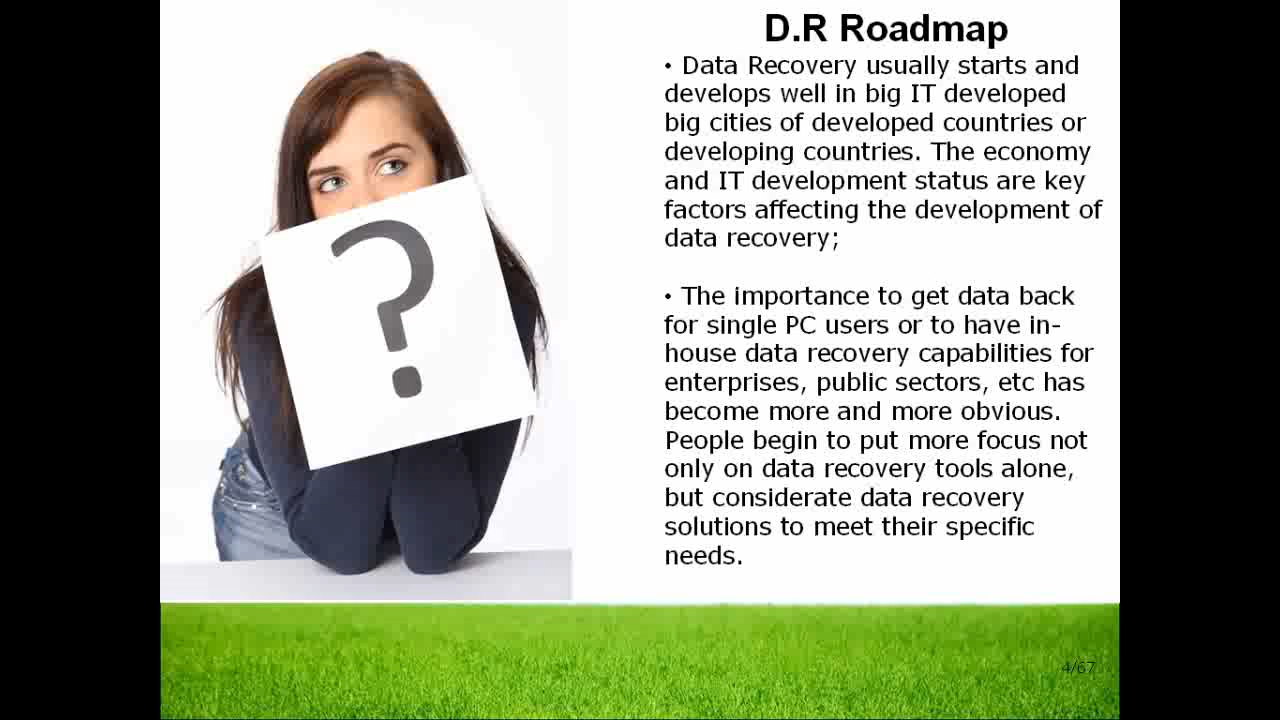 D.R Roadmap
• Data Recovery usually starts and
develops well in big IT developed
big cities of developed countries or
developing countries. The economy
and IT development status are key
factors affecting the development of
data recovery;
• The importance to get data back
for single PC users or to have in-
house data recovery capabilities for
enterprises, public sectors, etc has
become more and more obvious.
People begin to put more focus not
only on data recovery tools alone,
but considerate data recovery
solutions to meet their specific
needs.
?
4/67